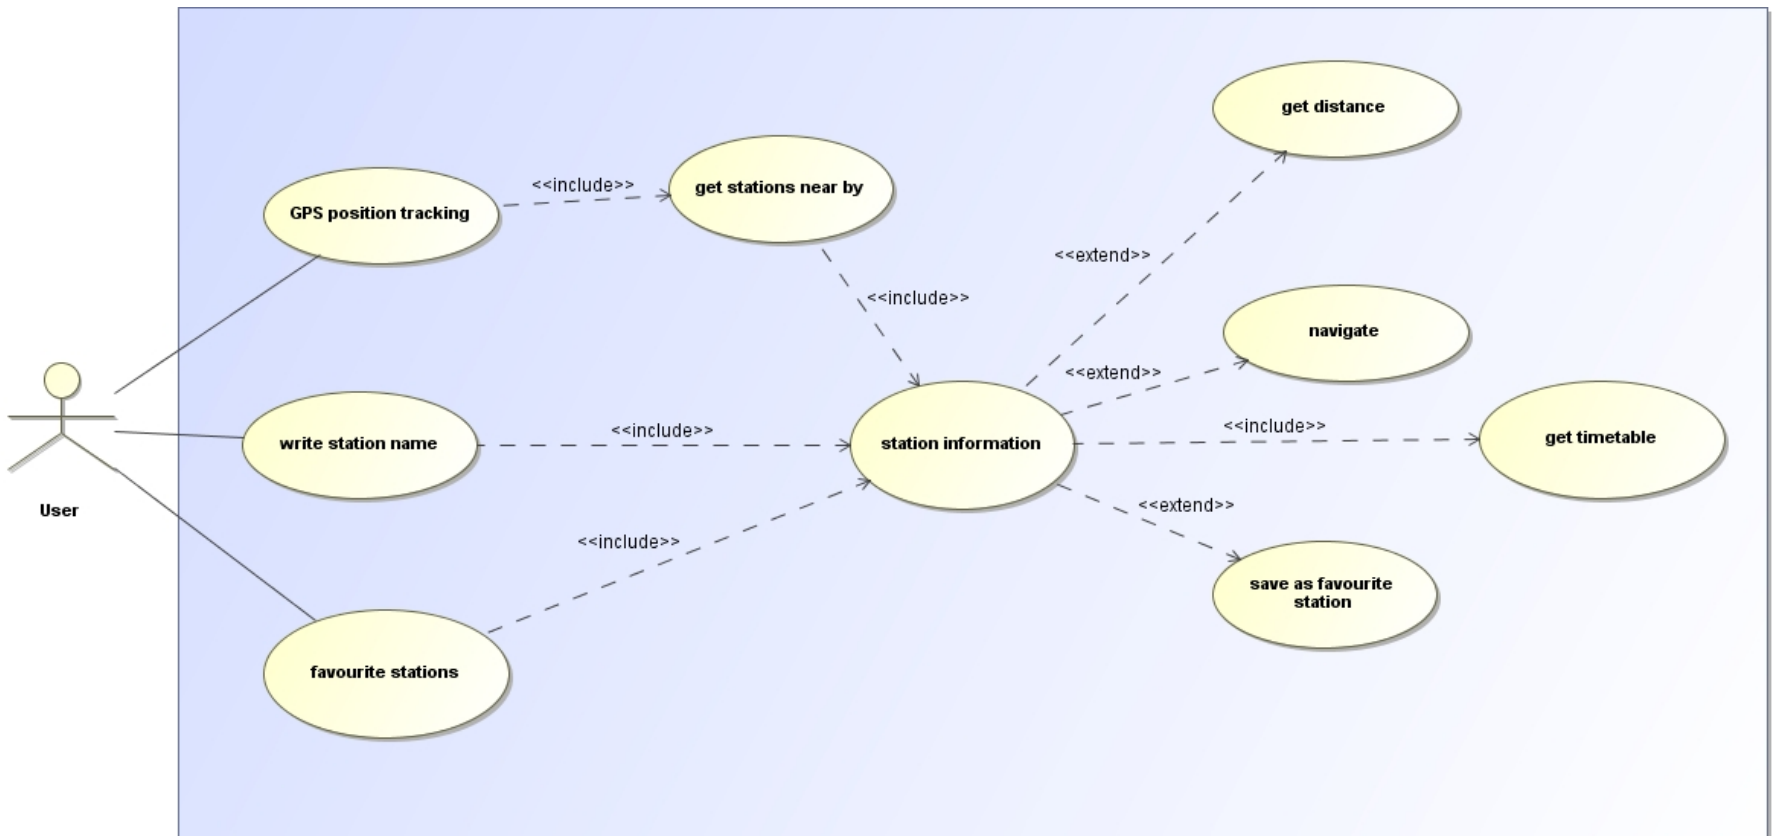 get distance
<<include>>
get stations near by
GPS position tracking
<<extend>>
<<include>>
navigate
<<extend>>
<<include>>
<<include>>
write station name
station information
get timetable
User
<<extend>>
<<include>>
save as favourite
station
favourite stations